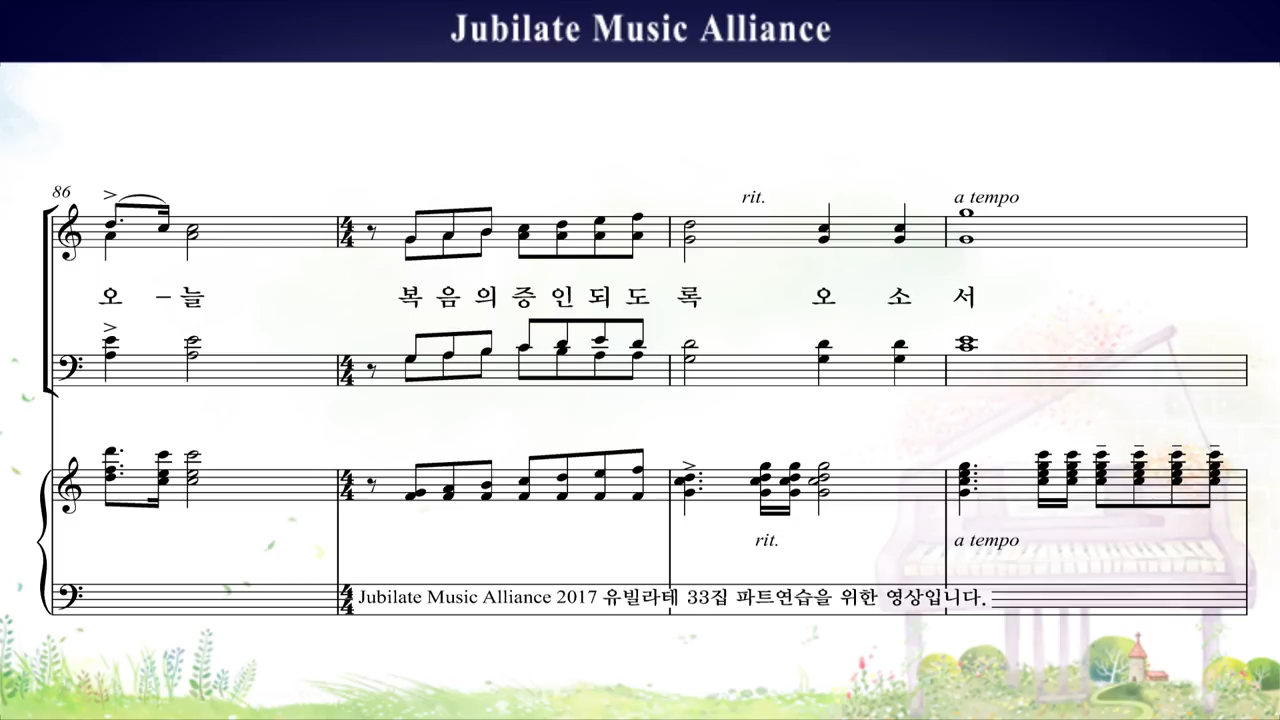 Jubilate Music Alliance
86
rit.
a tempo
오 – 늘 복 음 의 증 인 되 도 록 오 소 서
rit.
a tempo
Jubilate Music Alliance 2017 유빌라테 33집 파트연습을 위한 영상입니다.